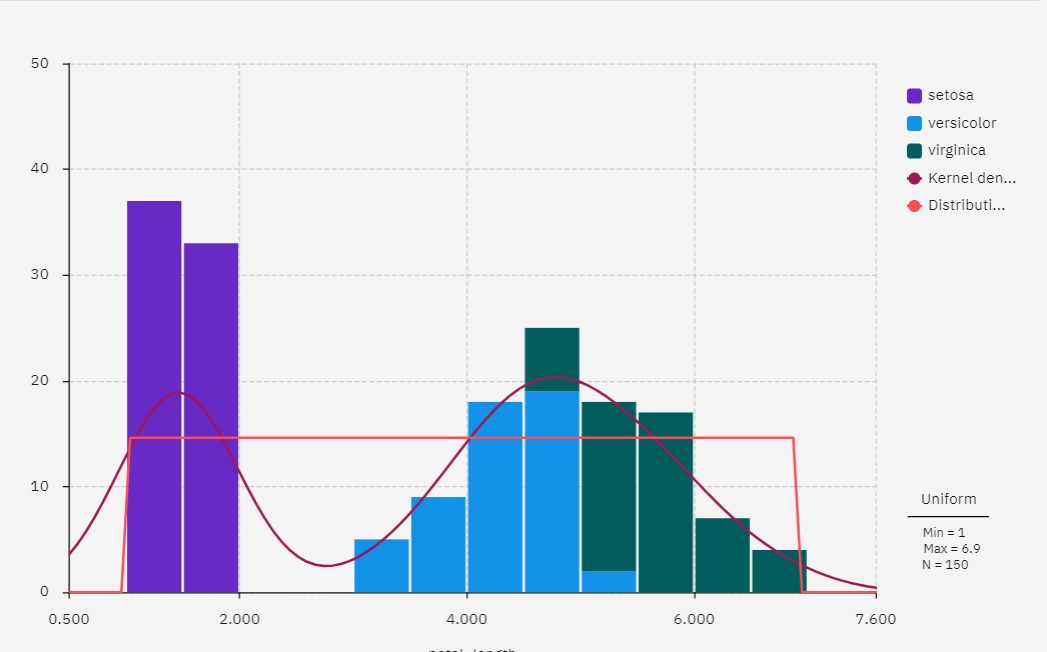 50
40
30
20
10
0
0.500
2.000
4.000
6.000
7.600
setosa
versicolor
virginica
Kernel den...
Distributi...
Uniform
Min = 1
Max = 6.9
N = 150